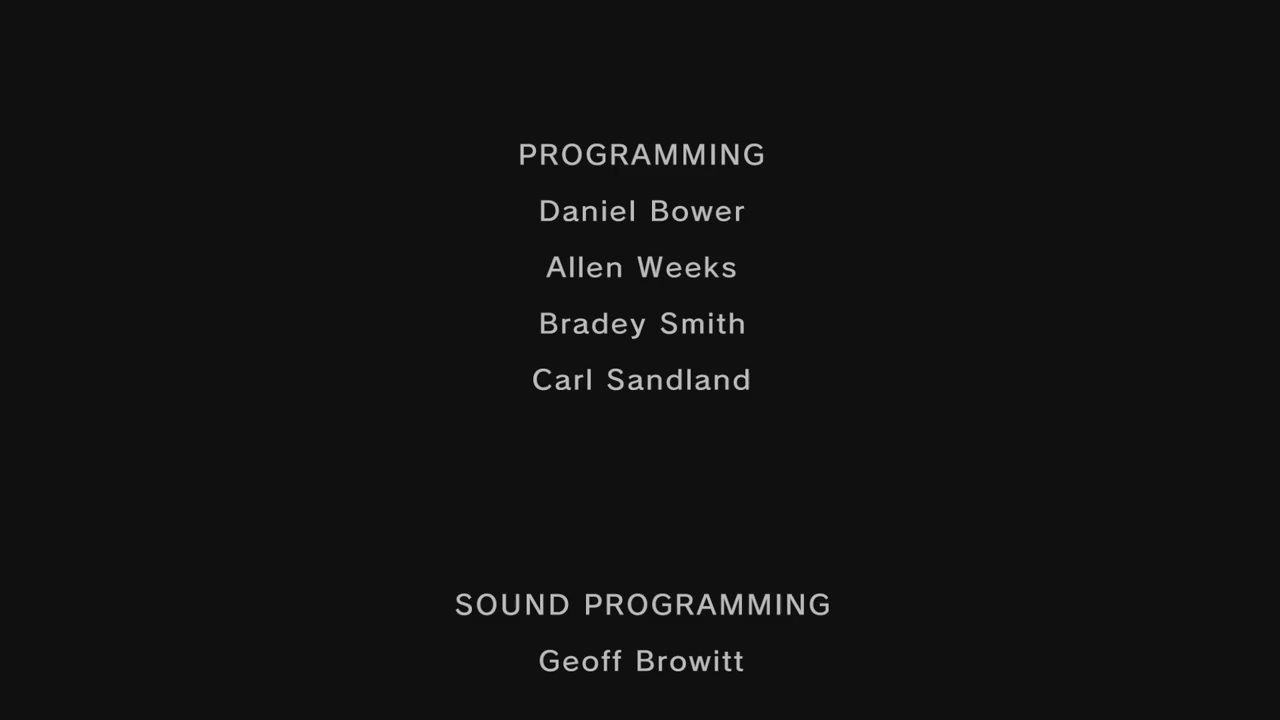 PROGRAMMING
Daniel Bower
Allen Weeks
Bradey Smith
Carl Sandland
SOUND PROGRAMMING
Geoff Browitt